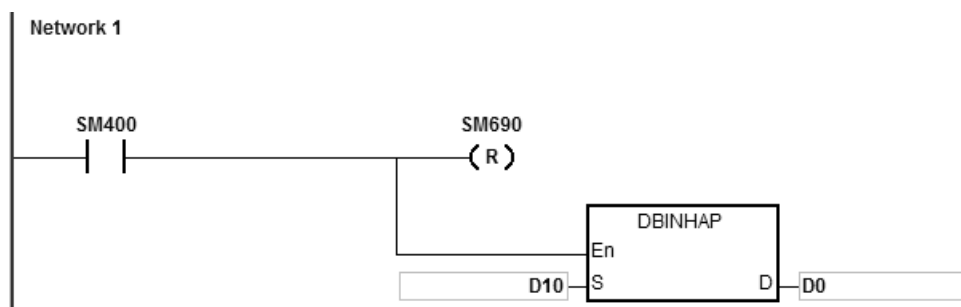 Network 1
SM400 SM690
R
DBINHAP
En
D10 S D D0